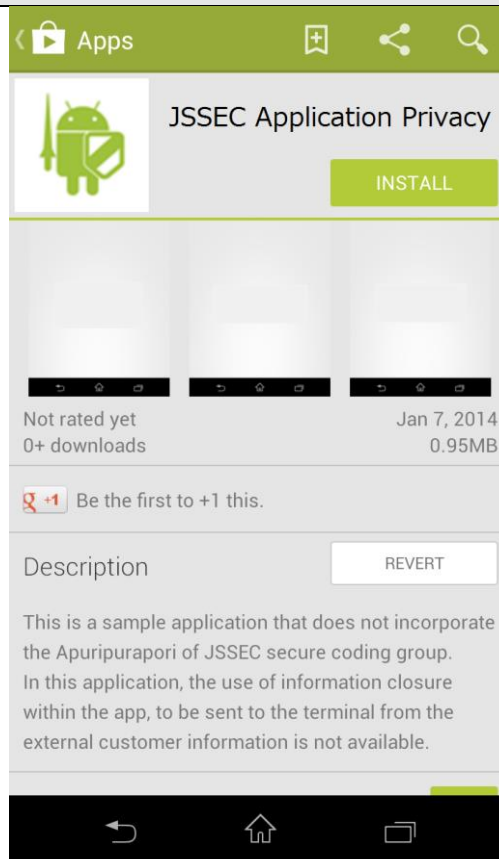 Apps
JSSEC Application Privacy
INSTALL
Not rated yet
Jan 7, 2014
0+ downloads
0.95MB
g +1 Be the first to +1 this.
Description
REVERT
This is a sample application that does not incorporate
the Apuripurapori of JSSEC secure coding group.
In this application, the use of information closure
within the app, to be sent to the terminal from the
external customer information is not available.